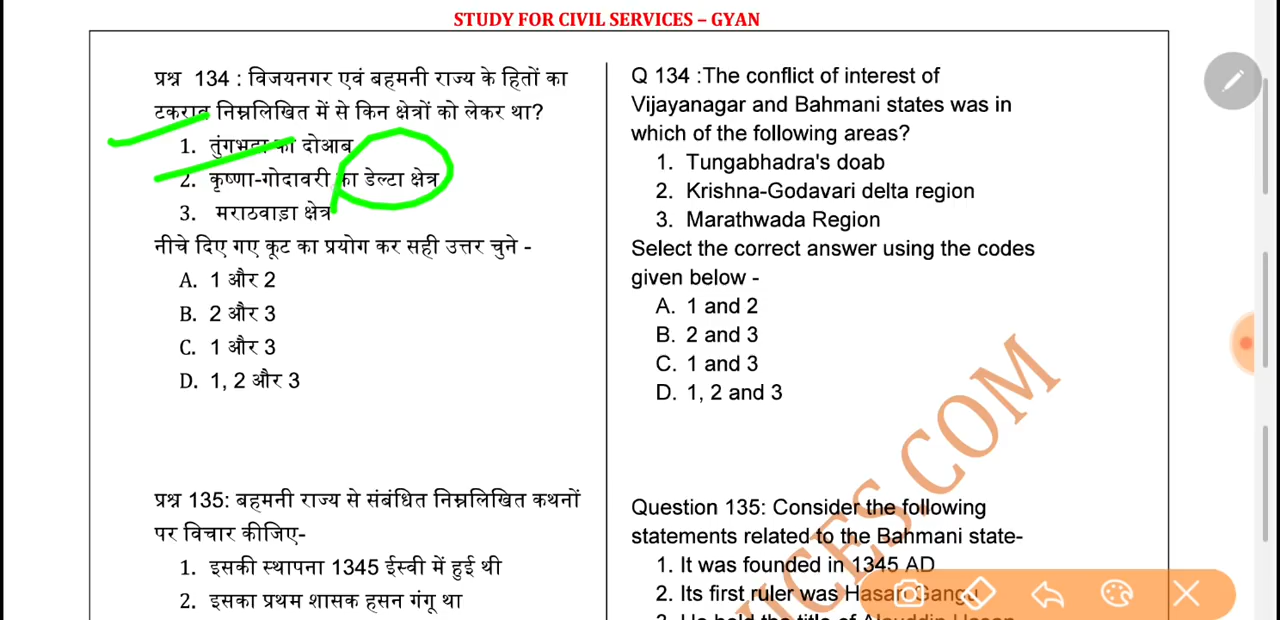 STUDY FOR CIVIL SERVICES – GYAN
प्रश्न 134 : विजयनगर एवं बहमनी राज्य के हितों का
टकराव निम्नलिखित में से किन क्षेत्रों को लेकर था?
1. तुंगभद्रा का दोआब
2. कृष्णा-गोदावरी का डेल्टा क्षेत्र
3. मराठवाड़ा क्षेत्र
नीचे दिए गए कूट का प्रयोग कर सही उत्तर चुने -
A. 1 और 2
B. 2 और 3
C. 1 और 3
D. 1, 2 और 3
प्रश्न 135: बहमनी राज्य से संबंधित निम्नलिखित कथनों
पर विचार कीजिए-
1. इसकी स्थापना 1345 ईस्वी में हुई थी
2. इसका प्रथम शासक हसन गंगू था
Q 134 :The conflict of interest of
Vijayanagar and Bahmani states was in
which of the following areas?
1. Tungabhadra's doab
2. Krishna-Godavari delta region
3. Marathwada Region
Select the correct answer using the codes
given below -
A. 1 and 2
B. 2 and 3
C. 1 and 3
D. 1, 2 and 3
Question 135: Consider the following
statements related to the Bahmani state-
1. It was founded in 1345 AD
2. Its first ruler was Hasan Gangu
VICES.COM